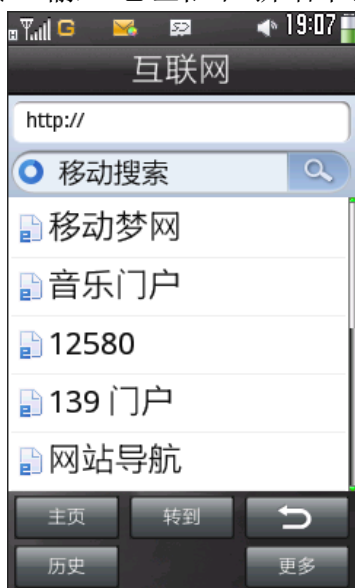 G 19:07
互联网
http://
移动搜索
移动梦网
音乐门户
12580
139 门户
网站导航
主页 转到
历史 更多